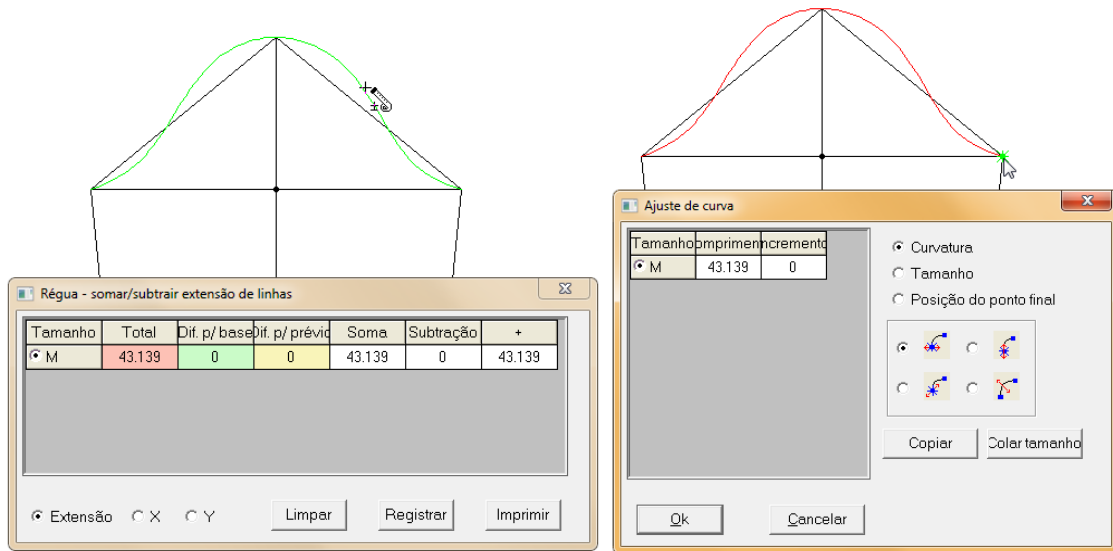 Régua - somar/subtrair extensão de linhas
Tamanho Total Dif. p/ base Dif. p/ prévio Soma Subtração +
M 43.139 0 0 43.139 0 43.139
Extensão X Y Limpar Registrar Imprimir
Ajuste de curva
Tamanho omprimen ncremento
M 43.139 0
Curvatura
Tamanho
Posição do ponto final
Copiar Colar tamanho
Ok Cancelar